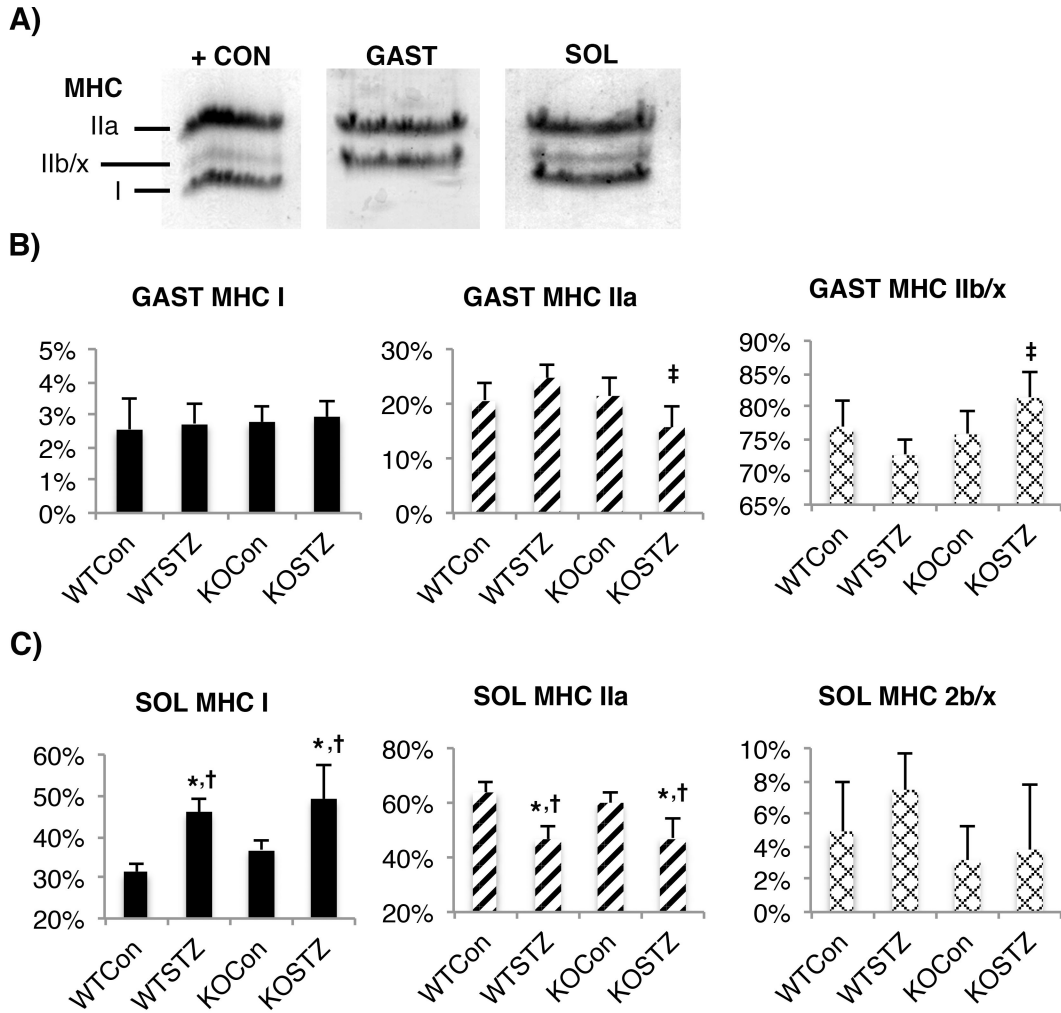 A)
+ CON GAST SOL
MHC
IIa
IIb/x
I
B)
GAST MHC I GAST MHC IIa GAST MHC IIb/x
5% 4% 3% 2% 1% 0%
WTCon WTSTZ KOCon KOSTZ
30% 20% 10% 0%
‡
WTCon WTSTZ KOCon KOSTZ
90% 85% 80% 75% 70% 65%
‡
WTCon WTSTZ KOCon KOSTZ
C)
SOL MHC I SOL MHC IIa SOL MHC 2b/x
60% 50% 40% 30% 20%
*,† *,†
WTCon WTSTZ KOCon KOSTZ
80% 60% 40% 20%
*,† *,†
WTCon WTSTZ KOCon KOSTZ
10% 8% 6% 4% 2% 0%
WTCon WTSTZ KOCon KOSTZ